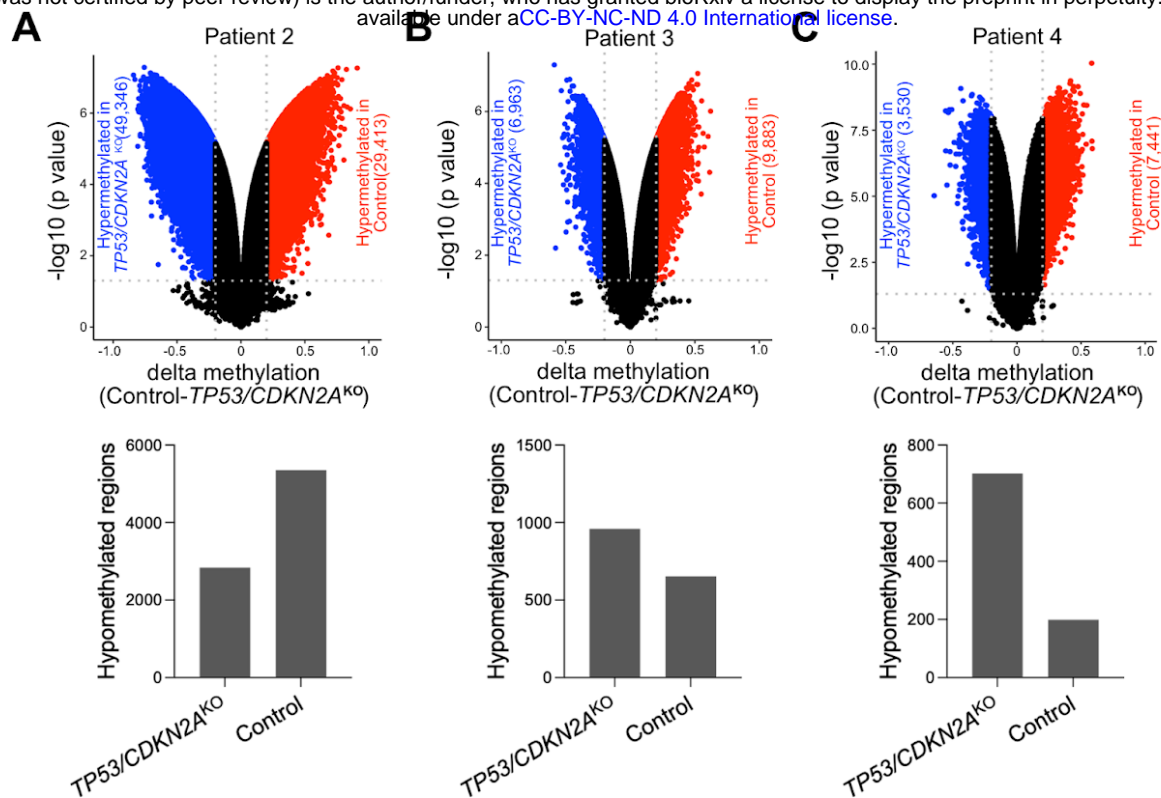 was not certified by peer review) is the author/funder, who has granted bioRxiv a license to display the preprint in perpetuity.
available under aCC-BY-NC-ND 4.0 International license.
A
Patient 2
-log10 (p value)
6
4
2
0
Hypermethylated in
TP53/CDKN2A KO(49,346)
Hypermethylated in
Control(29,413)
-1.0 -0.5 0 0.5 1.0
delta methylation
(Control-TP53/CDKN2AKO)
B
Patient 3
-log10 (p value)
6
4
2
0
Hypermethylated in
TP53/CDKN2AKO (6,963)
Hypermethylated in
Control (9,883)
-1.0 -0.5 0 0.5 1.0
delta methylation
(Control-TP53/CDKN2AKO)
C
Patient 4
-log10 (p value)
10.0
7.5
5.0
2.5
0.0
Hypermethylated in
TP53/CDKN2AKO (3,530)
Hypermethylated in
Control (7,441)
-1.0 -0.5 0 0.5 1.0
delta methylation
(Control-TP53/CDKN2AKO)
Hypomethylated regions
6000
4000
2000
0
TP53/CDKN2AKO
Control
Hypomethylated regions
1500
1000
500
0
TP53/CDKN2AKO
Control
Hypomethylated regions
800
600
400
200
0
TP53/CDKN2AKO
Control